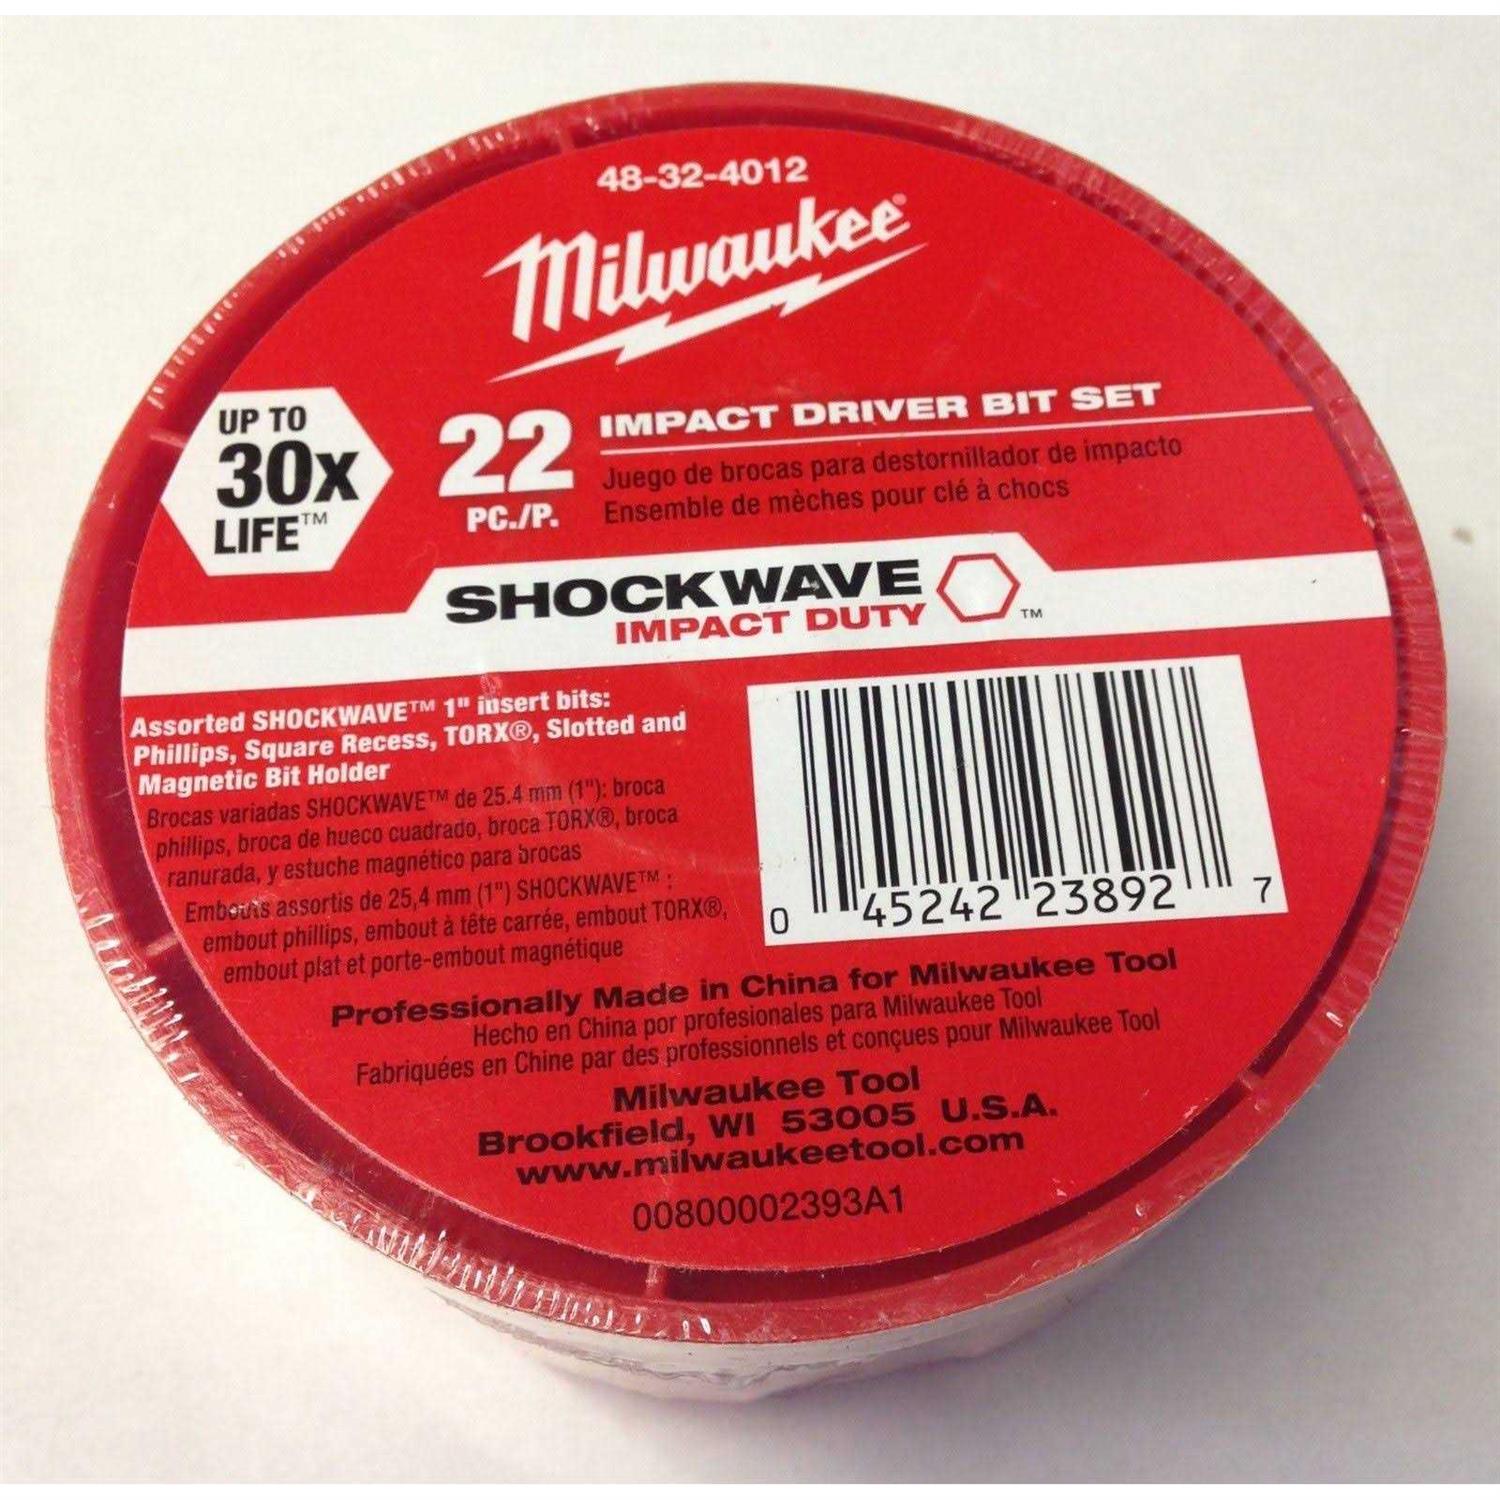 48-32-4012
Milwaukee®
UP TO
30X
LIFE™
22
PC./P.
IMPACT DRIVER BIT SET
Juego de brocas para destornillador de impacto
Ensemble de mèches pour clé à chocs
SHOCKWAVE
IMPACT DUTY ™
Assorted SHOCKWAVE™ 1" insert bits:
Phillips, Square Recess, TORX®, Slotted and
Magnetic Bit Holder
Brocas variadas SHOCKWAVE™ de 25.4 mm (1"): broca
phillips, broca de hueco cuadrado, broca TORX®, broca
ranurada, y estuche magnético para brocas
Embouts assortis de 25,4 mm (1") SHOCKWAVE™ :
embout phillips, embout à tête carrée, embout TORX®,
embout plat et porte-embout magnétique
0 45242 23892 7
Professionally Made in China for Milwaukee Tool
Hecho en China por profesionales para Milwaukee Tool
Fabriquées en Chine par des professionnels et conçues pour Milwaukee Tool
Milwaukee Tool
Brookfield, WI 53005 U.S.A.
www.milwaukeetool.com
00800002393A1